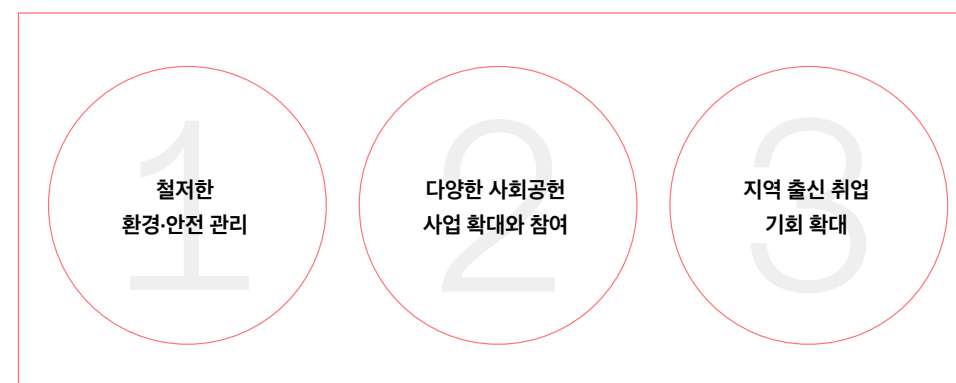 1
철저한
환경·안전 관리
2
다양한 사회공헌
사업 확대와 참여
3
지역 출신 취업
기회 확대